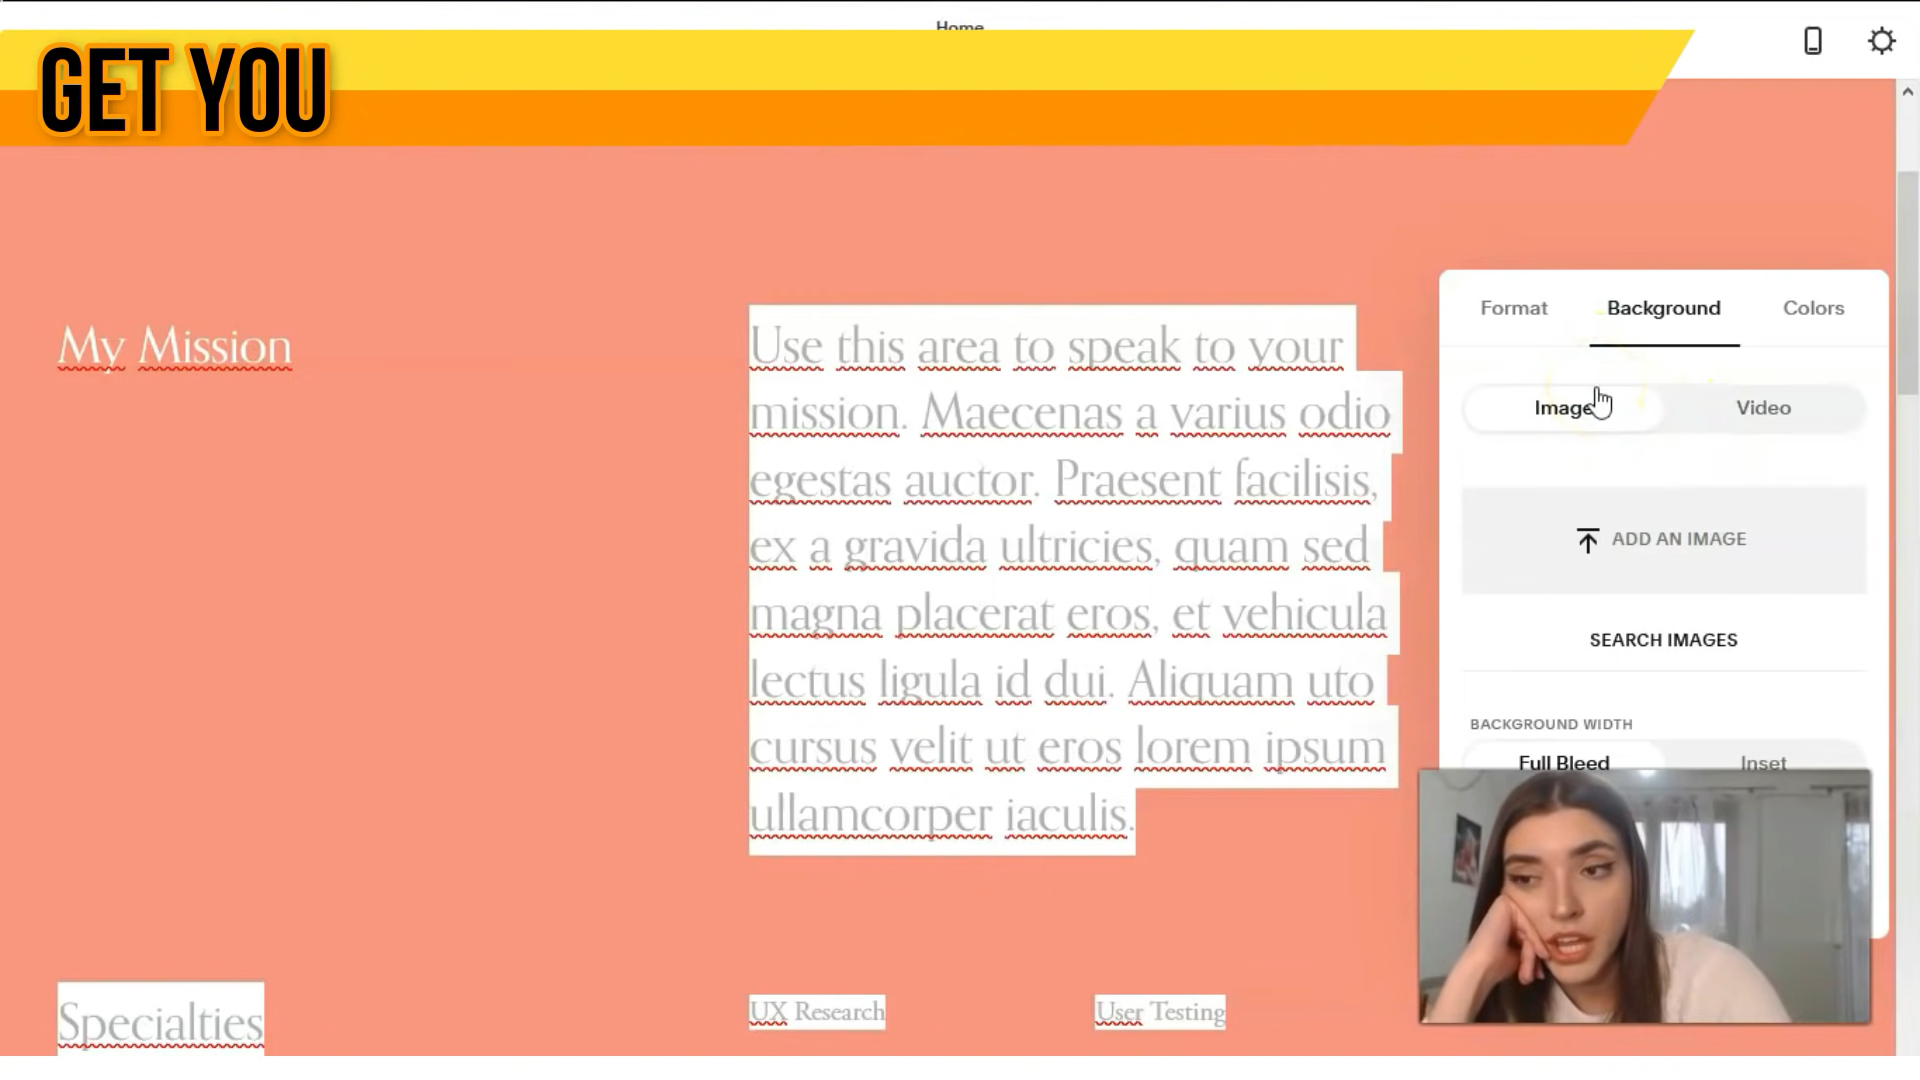 Home
GET YOU
Format
Background
Colors
My Mission
Use this area to speak to your
mission. Maecenas a varius odio
egestas auctor. Praesent facilisis,
ex a gravida ultricies, quam sed
magna placerat eros, et vehicula
lectus ligula id dui. Aliquam uto
cursus velit ut eros lorem ipsum
ullamcorper iaculis.
Image
Video
ADD AN IMAGE
SEARCH IMAGES
BACKGROUND WIDTH
Full Bleed
Inset
Specialties
UX Research
User Testing